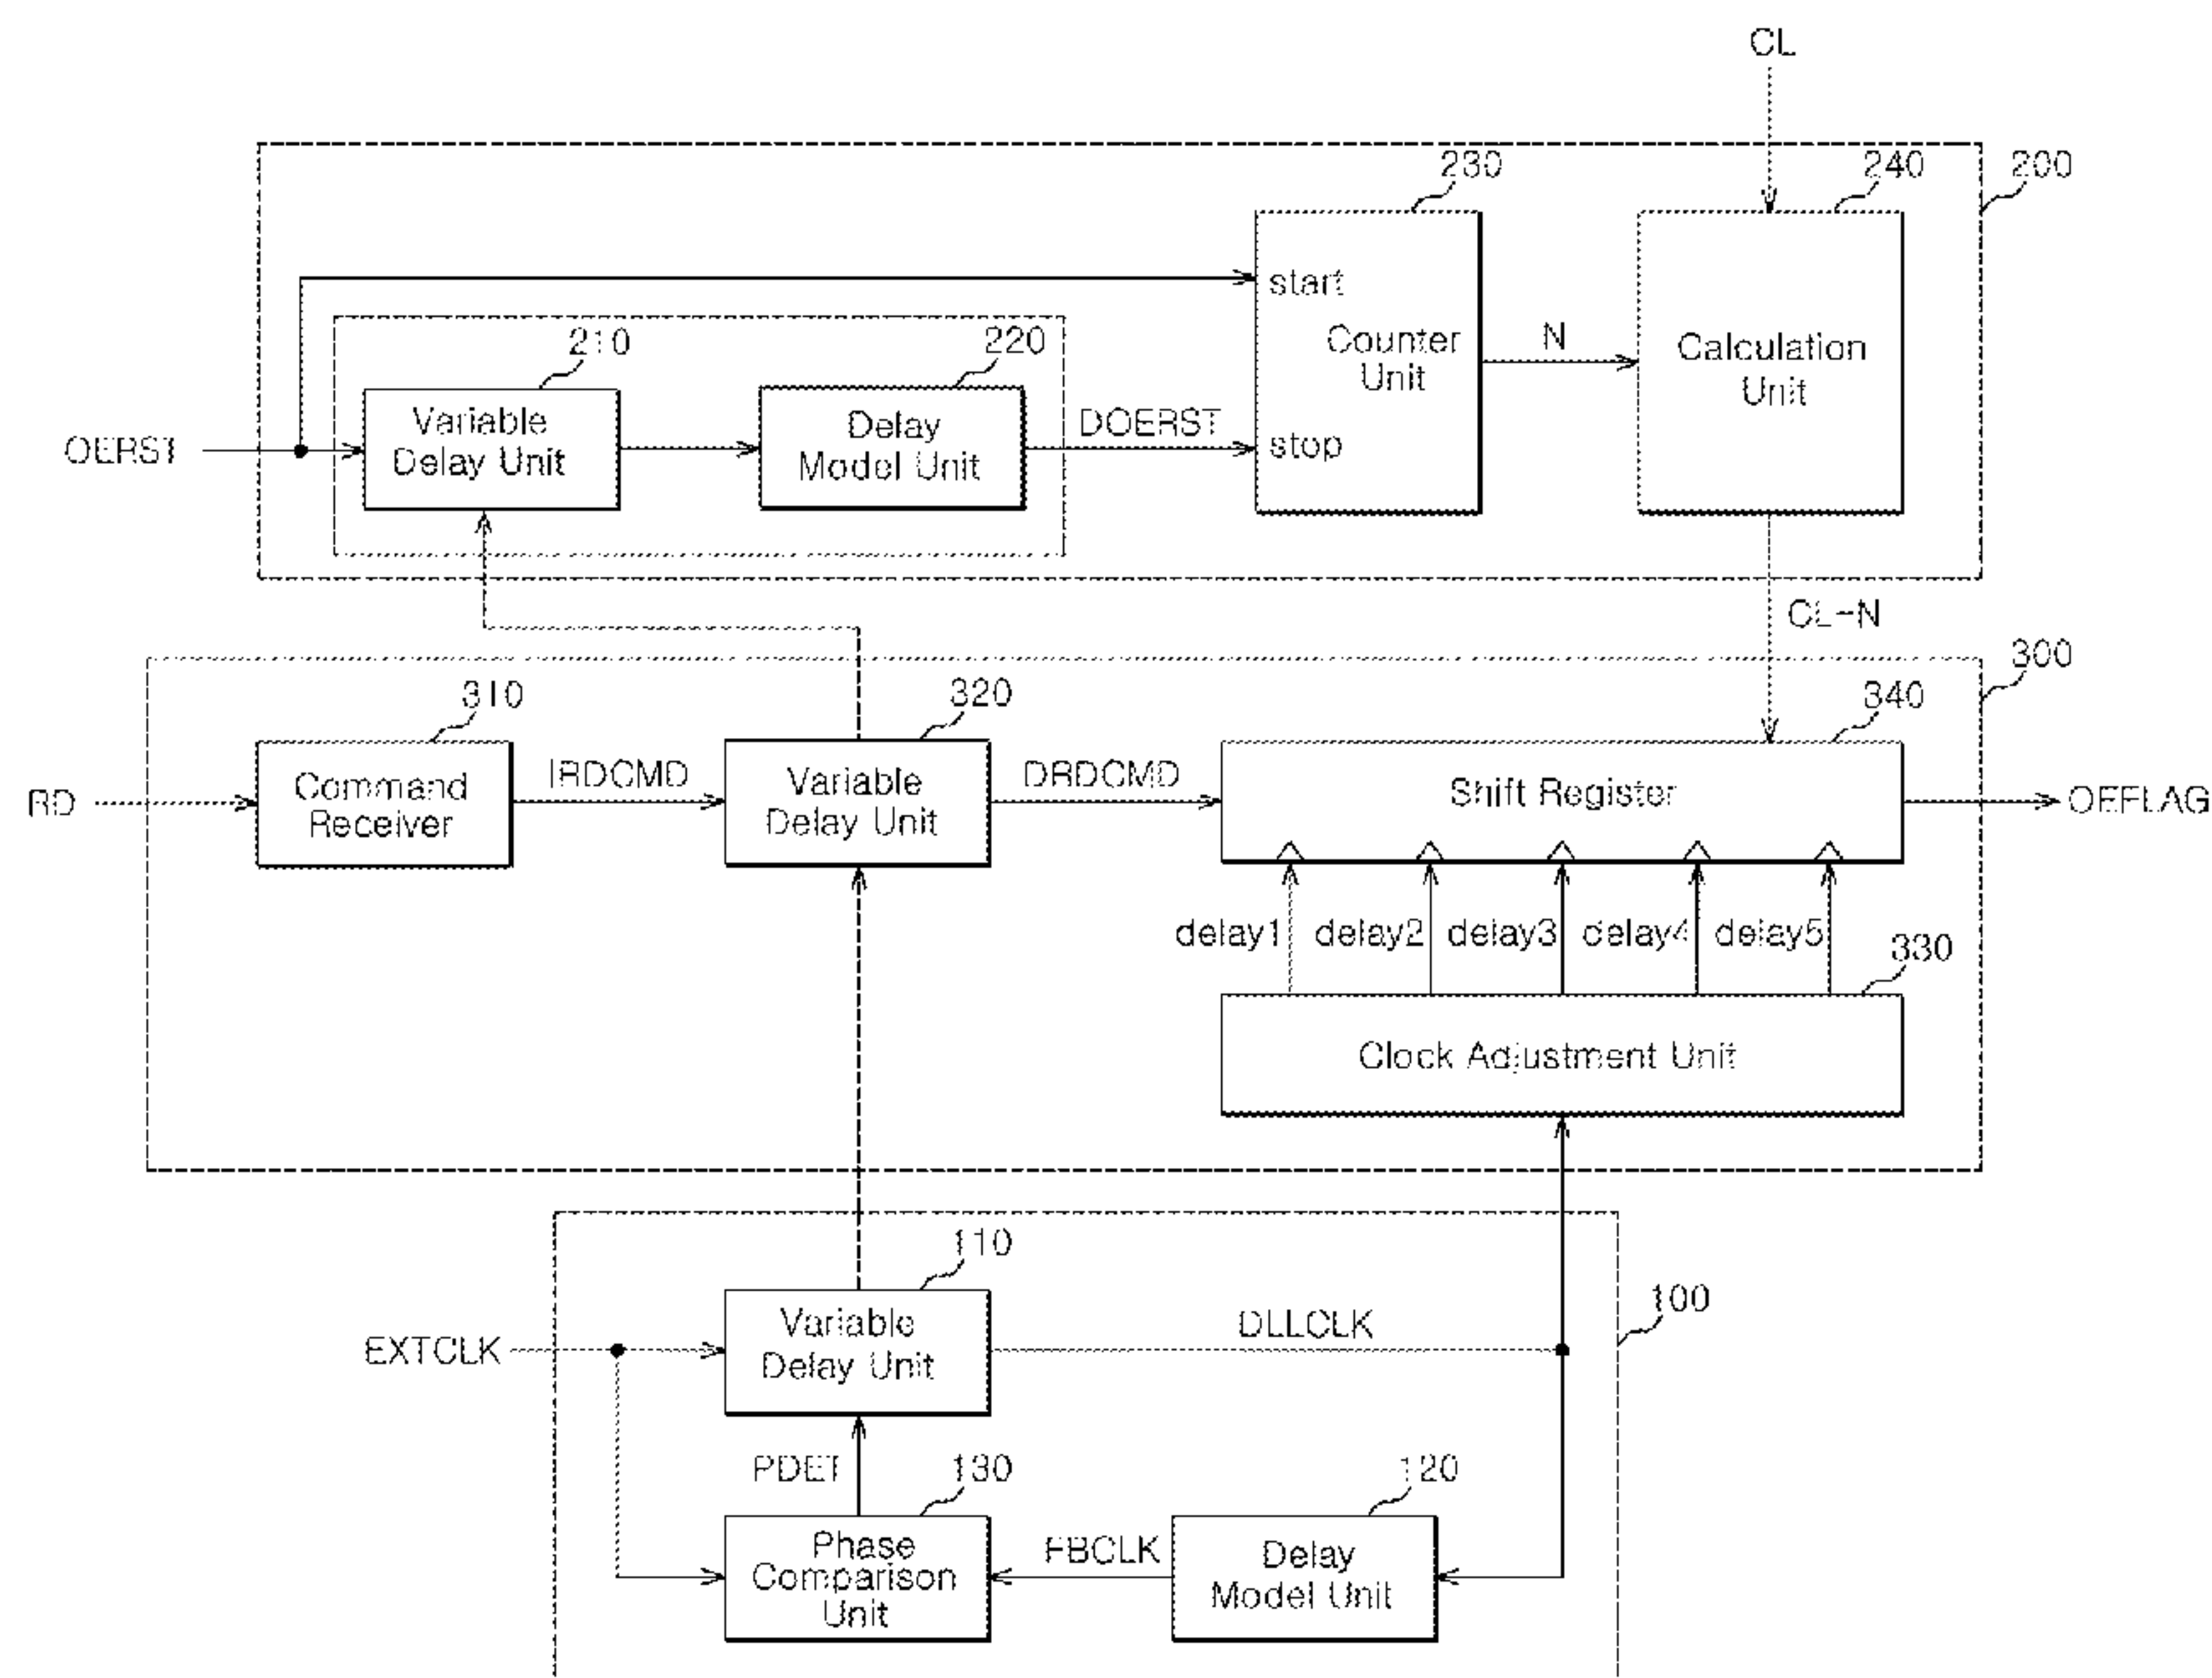 CL
200
230
240
start
Counter
Unit
N
Calculation
Unit
210
220
OERST
Variable
Delay Unit
Delay
Model Unit
DOERST
stop
CL-N
300
310
320
340
RD
Command
Receiver
IRDCMD
Variable
Delay Unit
DRDCMD
Shift Register
OEFLAG
delay1
delay2
delay3
delay4
delay5
330
Clock Adjustment Unit
110
100
EXTCLK
Variable
Delay Unit
DLLCLK
PDET
130
120
Phase
Comparison
Unit
FBCLK
Delay
Model Unit